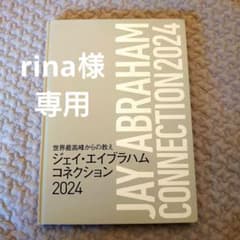 rina様
専用
世界最高峰からの教え
ジェイ・エイブラハム
コネクション
2024
JAY ABRAHAM
CONNECTION 2024